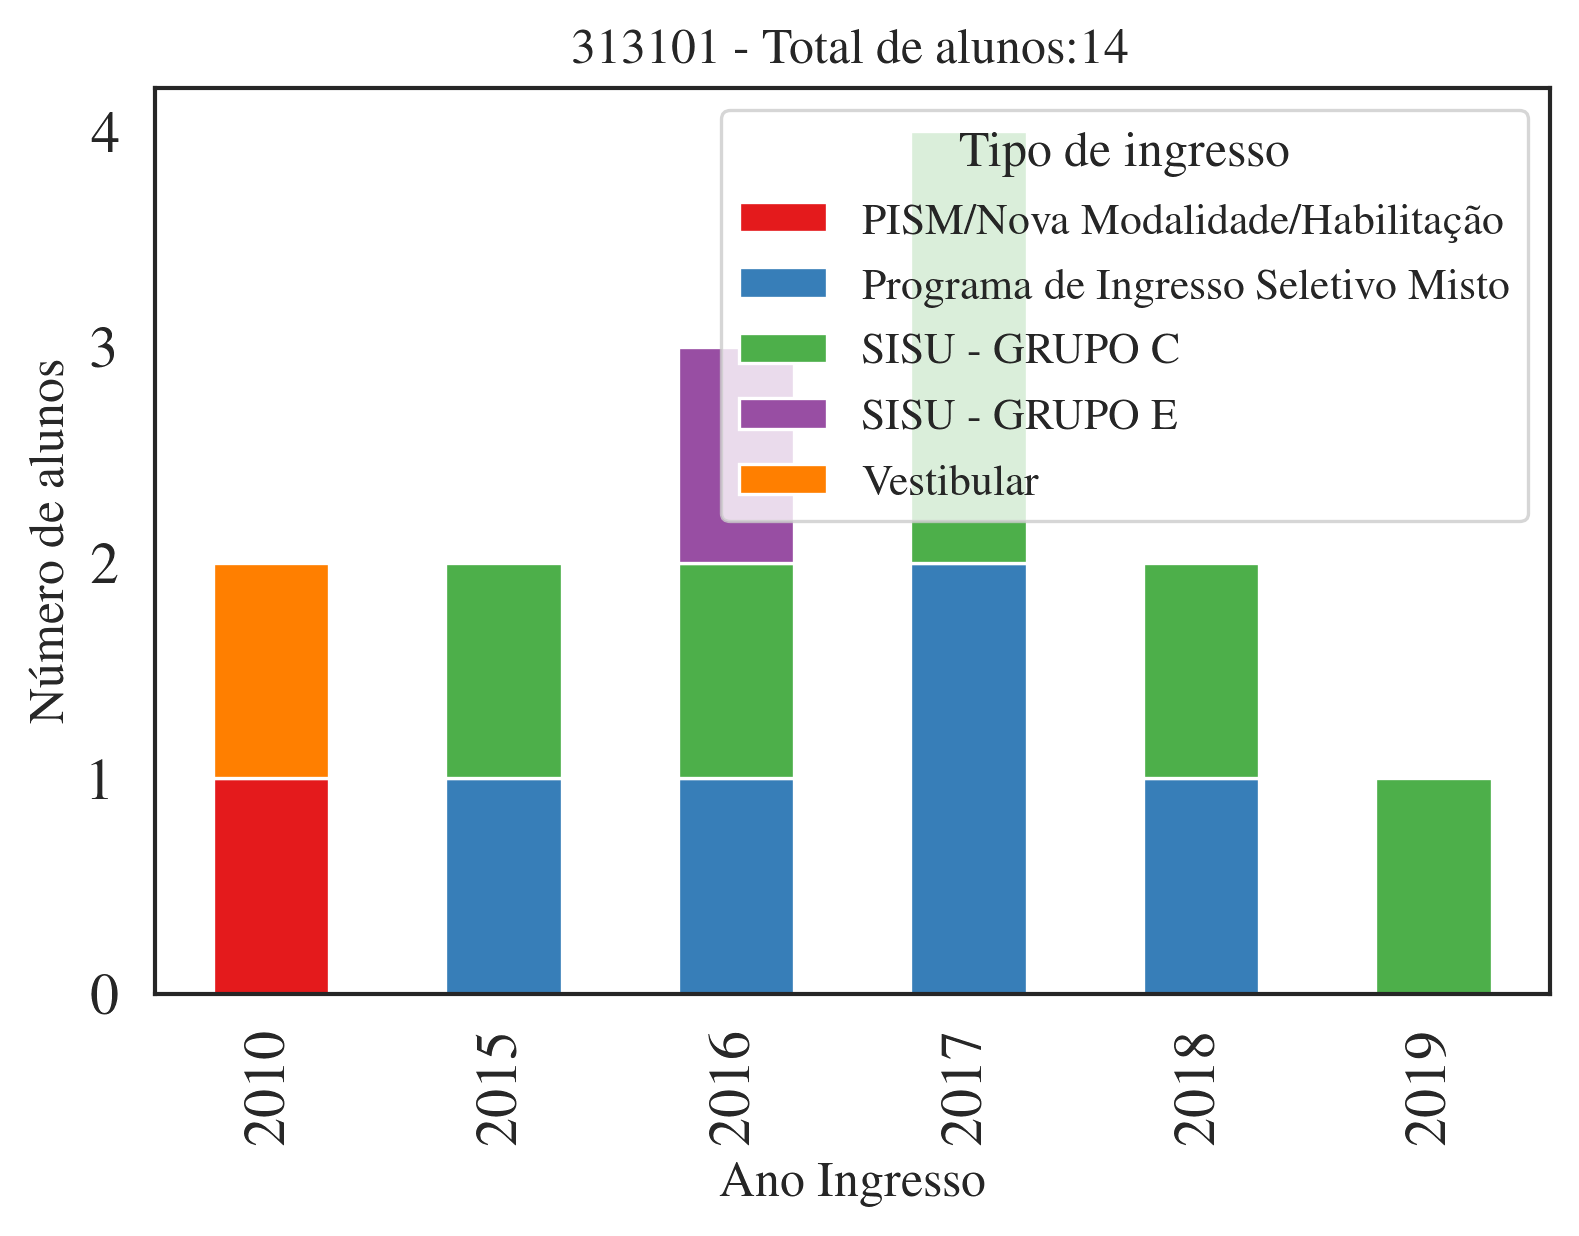 313101 - Total de alunos:14
Tipo de ingresso
PISM/Nova Modalidade/Habilitação
Programa de Ingresso Seletivo Misto
SISU - GRUPO C
SISU - GRUPO E
Vestibular
Número de alunos
4
3
2
1
0
2010
2015
2016
2017
2018
2019
Ano Ingresso